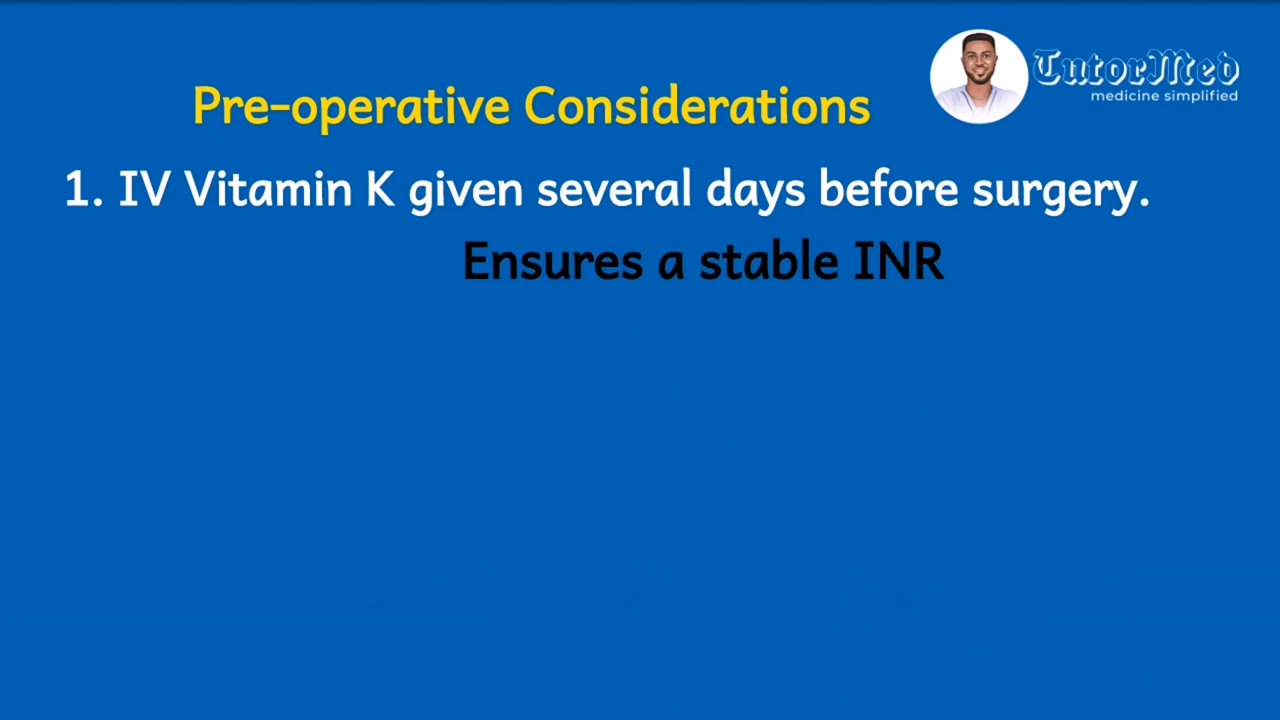 TutorMed
medicine simplified
Pre-operative Considerations
1. IV Vitamin K given several days before surgery.
Ensures a stable INR